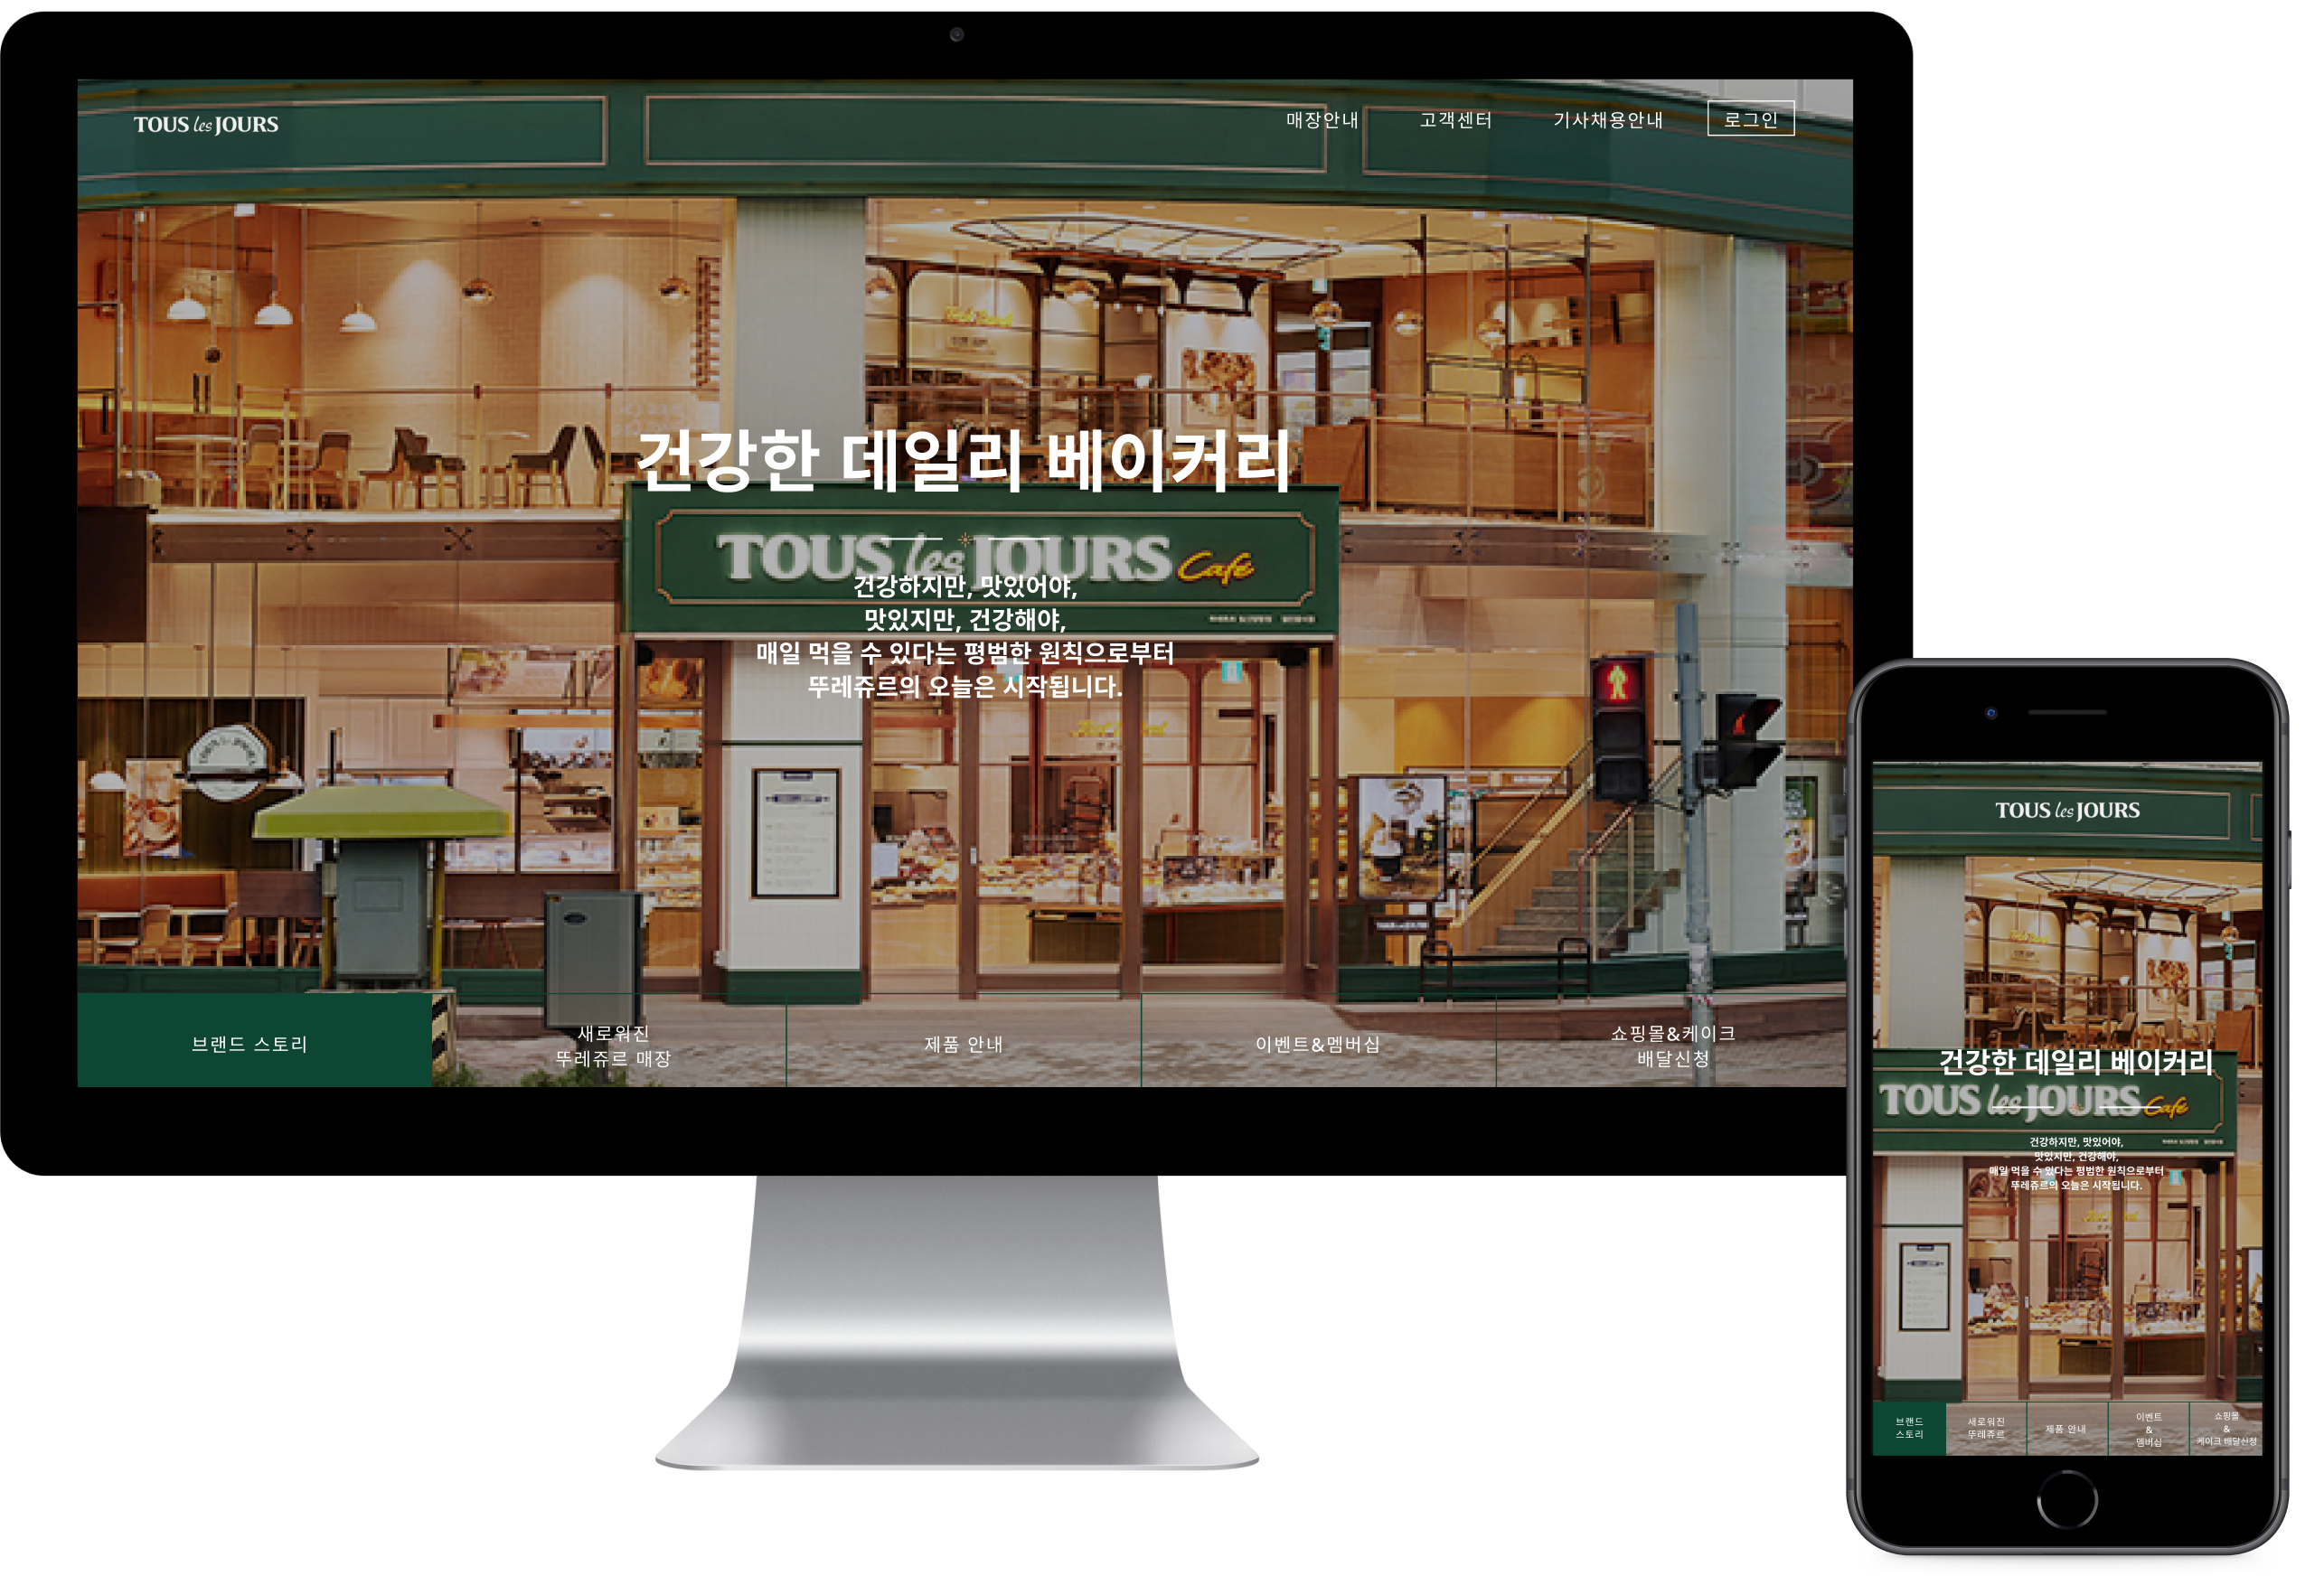 TOUS les JOURS
매장안내
고객센터
기사채용안내
로그인
건강한 데일리 베이커리
TOUS les JOURS Café
건강하지만, 맛있어야,
맛있지만, 건강해야,
매일 먹을 수 있다는 평범한 원칙으로부터
뚜레쥬르의 오늘은 시작됩니다.
브랜드 스토리
새로워진
뚜레쥬르 매장
제품 안내
이벤트&멤버십
쇼핑몰&케이크
배달신청
TOUS les JOURS
건강한 데일리 베이커리
TOUS les JOURS Café
건강하지만, 맛있어야,
맛있지만, 건강해야,
매일 먹을 수 있다는 평범한 원칙으로부터
뚜레쥬르의 오늘은 시작됩니다.
브랜드
스토리
새로워진
뚜레쥬르
제품 안내
이벤트
&
멤버십
쇼핑몰
&
케이크 배달신청